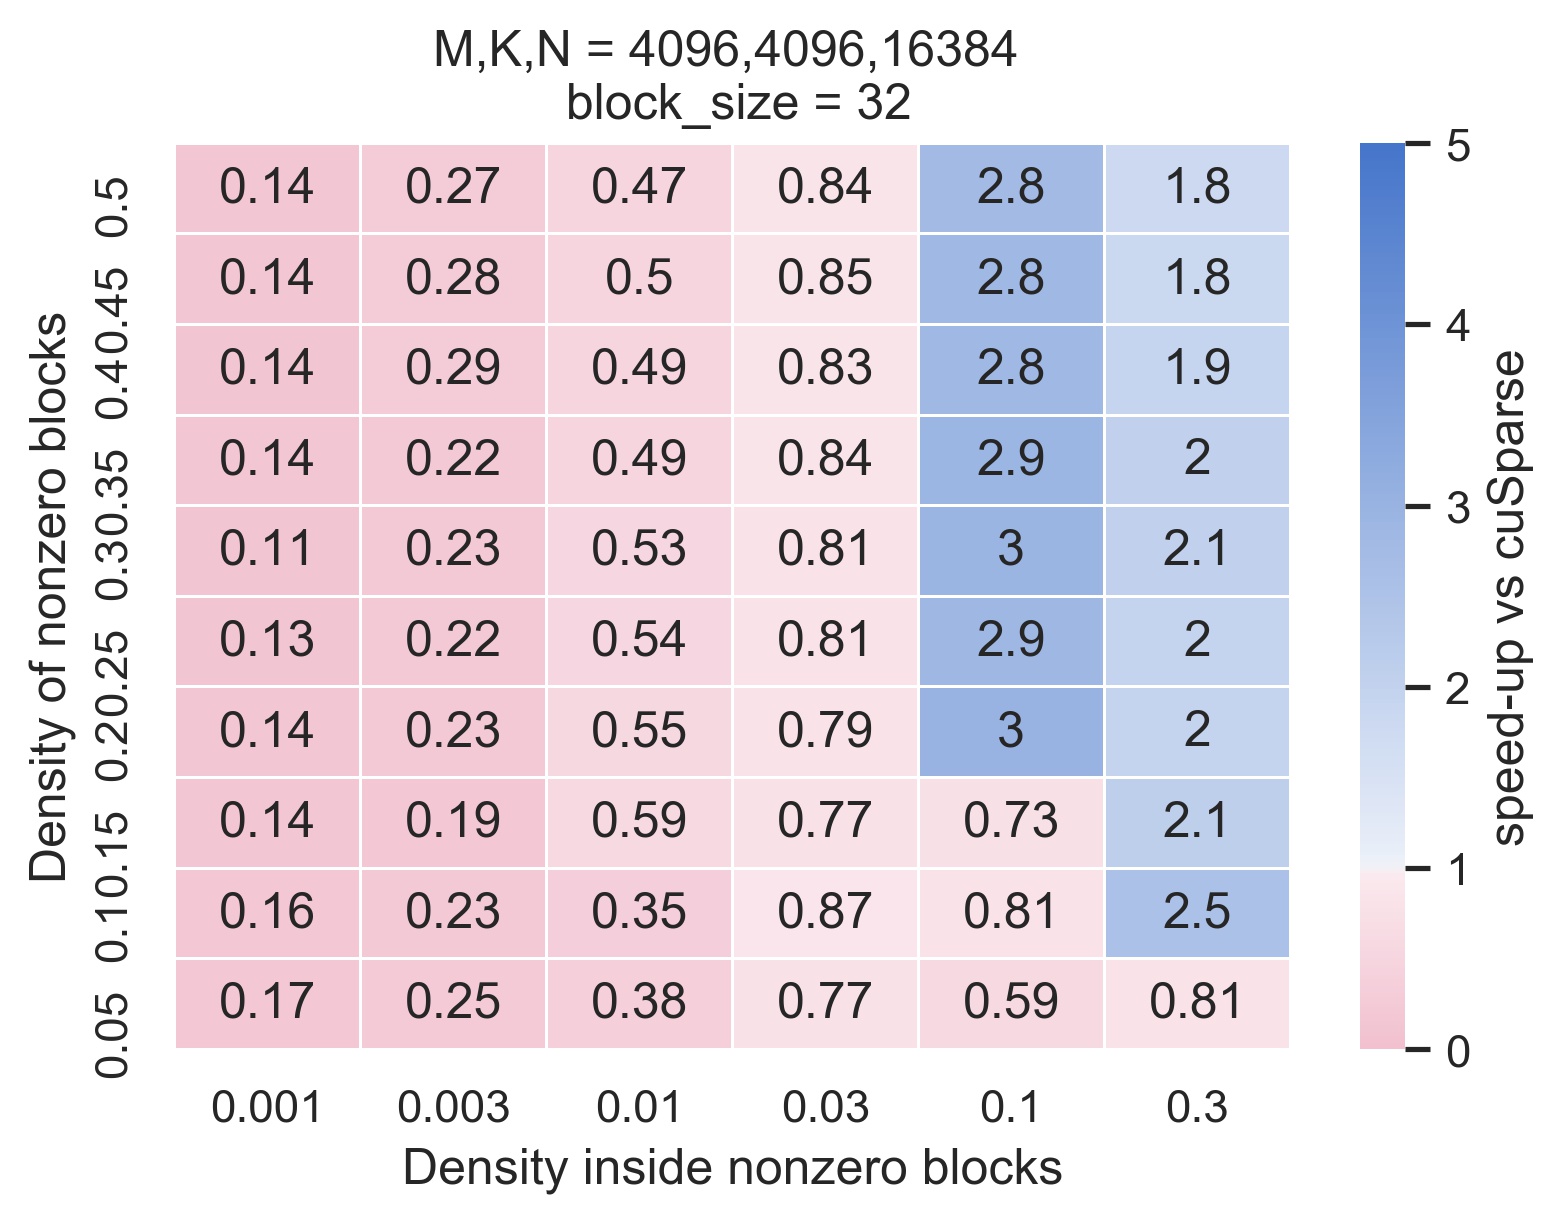 M,K,N = 4096,4096,16384
block_size = 32
Density of nonzero blocks
0.5 0.14 0.27 0.47 0.84 2.8 1.8
0.45 0.14 0.28 0.5 0.85 2.8 1.8
0.4 0.14 0.29 0.49 0.83 2.8 1.9
0.35 0.14 0.22 0.49 0.84 2.9 2
0.30 0.11 0.23 0.53 0.81 3 2.1
0.25 0.13 0.22 0.54 0.81 2.9 2
0.20 0.14 0.23 0.55 0.79 3 2
0.15 0.14 0.19 0.59 0.77 0.73 2.1
0.10 0.16 0.23 0.35 0.87 0.81 2.5
0.05 0.17 0.25 0.38 0.77 0.59 0.81
0.001 0.003 0.01 0.03 0.1 0.3
Density inside nonzero blocks
5
4
3
2
1
0
speed-up vs cuSparse